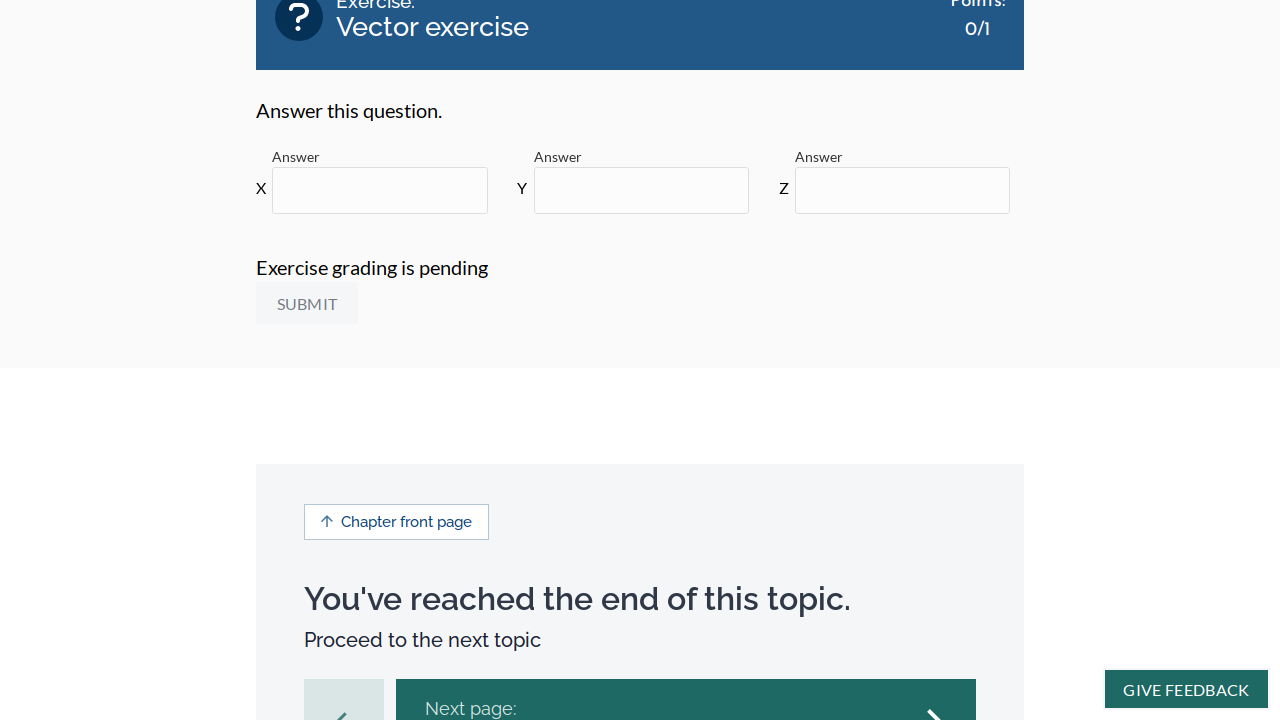 Exercise:
Vector exercise
Points:
0/1
Answer this question.
Answer
X
Answer
Y
Answer
Z
Exercise grading is pending
SUBMIT
Chapter front page
You've reached the end of this topic.
Proceed to the next topic
Next page:
GIVE FEEDBACK